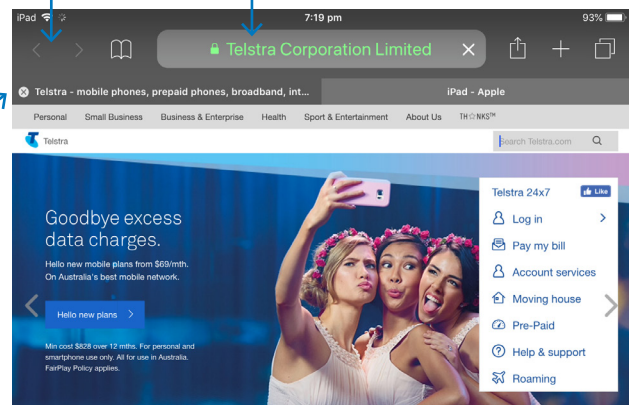 iPad 7:19 pm 93%
Telstra Corporation Limited
Telstra - mobile phones, prepaid phones, broadband, int... iPad - Apple
Personal Small Business Business & Enterprise Health Sport & Entertainment About Us TH☆NKS™
Telstra Search Telstra.com
Goodbye excess
data charges.
Hello new mobile plans from $69/mth.
On Australia's best mobile network.
Hello new plans
Min cost $828 over 12 mths. For personal and
smartphone use only. All for use in Australia.
FairPlay Policy applies.
Telstra 24x7 Like
Log in
Pay my bill
Account services
Moving house
Pre-Paid
Help & support
Roaming